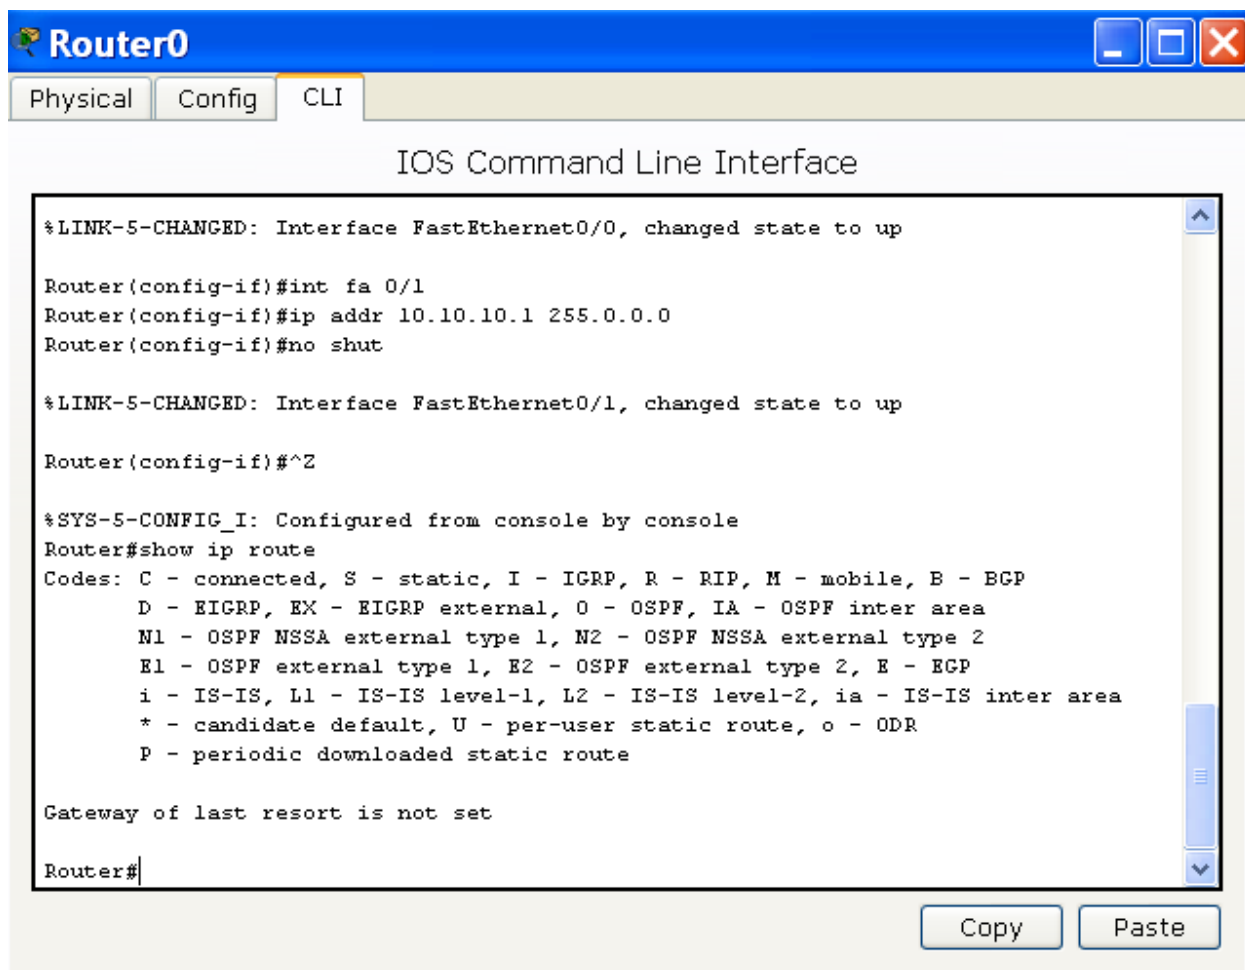 Router0
Physical Config CLI
IOS Command Line Interface
%LINK-5-CHANGED: Interface FastEthernet0/0, changed state to up
Router(config-if)#int fa 0/1
Router(config-if)#ip addr 10.10.10.1 255.0.0.0
Router(config-if)#no shut
%LINK-5-CHANGED: Interface FastEthernet0/1, changed state to up
Router(config-if)#^Z
%SYS-5-CONFIG_I: Configured from console by console
Router#show ip route
Codes: C - connected, S - static, I - IGRP, R - RIP, M - mobile, B - BGP
D - EIGRP, EX - EIGRP external, O - OSPF, IA - OSPF inter area
N1 - OSPF NSSA external type 1, N2 - OSPF NSSA external type 2
E1 - OSPF external type 1, E2 - OSPF external type 2, E - EGP
i - IS-IS, L1 - IS-IS level-1, L2 - IS-IS level-2, ia - IS-IS inter area
* - candidate default, U - per-user static route, o - ODR
P - periodic downloaded static route
Gateway of last resort is not set
Router#
Copy Paste